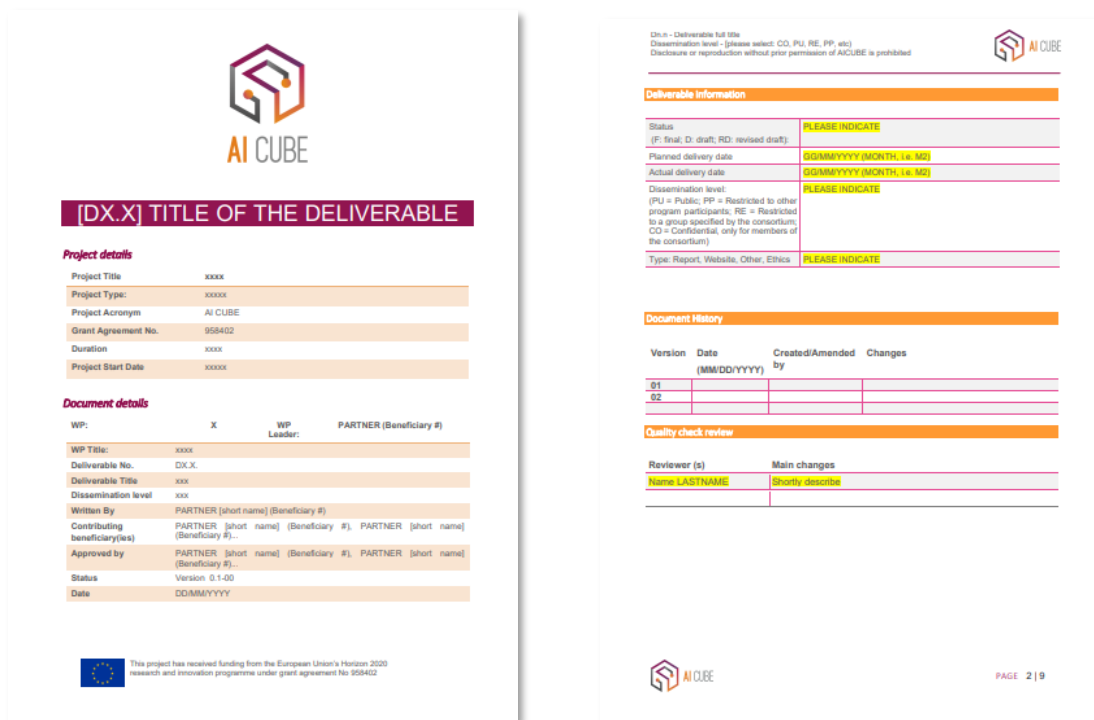 AI CUBE
[DX.X] TITLE OF THE DELIVERABLE
Project details
Project Title xxxx
Project Type: xxxxx
Project Acronym AI CUBE
Grant Agreement No. 958402
Duration xxxx
Project Start Date xxxxx
Document details
WP: X WP Leader: PARTNER (Beneficiary #)
WP Title: xxxx
Deliverable No. DX.X.
Deliverable Title xxx
Dissemination level xxx
Written By PARTNER [short name] (Beneficiary #)
Contributing beneficiary(ies) PARTNER [short name] (Beneficiary #), PARTNER [short name] (Beneficiary #)...
Approved by PARTNER [short name] (Beneficiary #), PARTNER [short name] (Beneficiary #)...
Status Version 0.1-00
Date DD/MM/YYYY
This project has received funding from the European Union's Horizon 2020
research and innovation programme under grant agreement No 958402
Dn.n - Deliverable full title
Dissemination level - [please select: CO, PU, RE, PP, etc)
Disclosure or reproduction without prior permission of AICUBE is prohibited
AI CUBE
Deliverable information
Status PLEASE INDICATE
(F: final; D: draft; RD: revised draft):
Planned delivery date GG/MM/YYYY (MONTH, i.e. M2)
Actual delivery date GG/MM/YYYY (MONTH, i.e. M2)
Dissemination level: PLEASE INDICATE
(PU = Public; PP = Restricted to other
program participants; RE = Restricted
to a group specified by the consortium;
CO = Confidential, only for members of
the consortium)
Type: Report, Website, Other, Ethics PLEASE INDICATE
Document History
Version Date (MM/DD/YYYY) Created/Amended by Changes
01
02
Quality check review
Reviewer (s) Main changes
Name LASTNAME Shortly describe
AI CUBE
PAGE 2 | 9